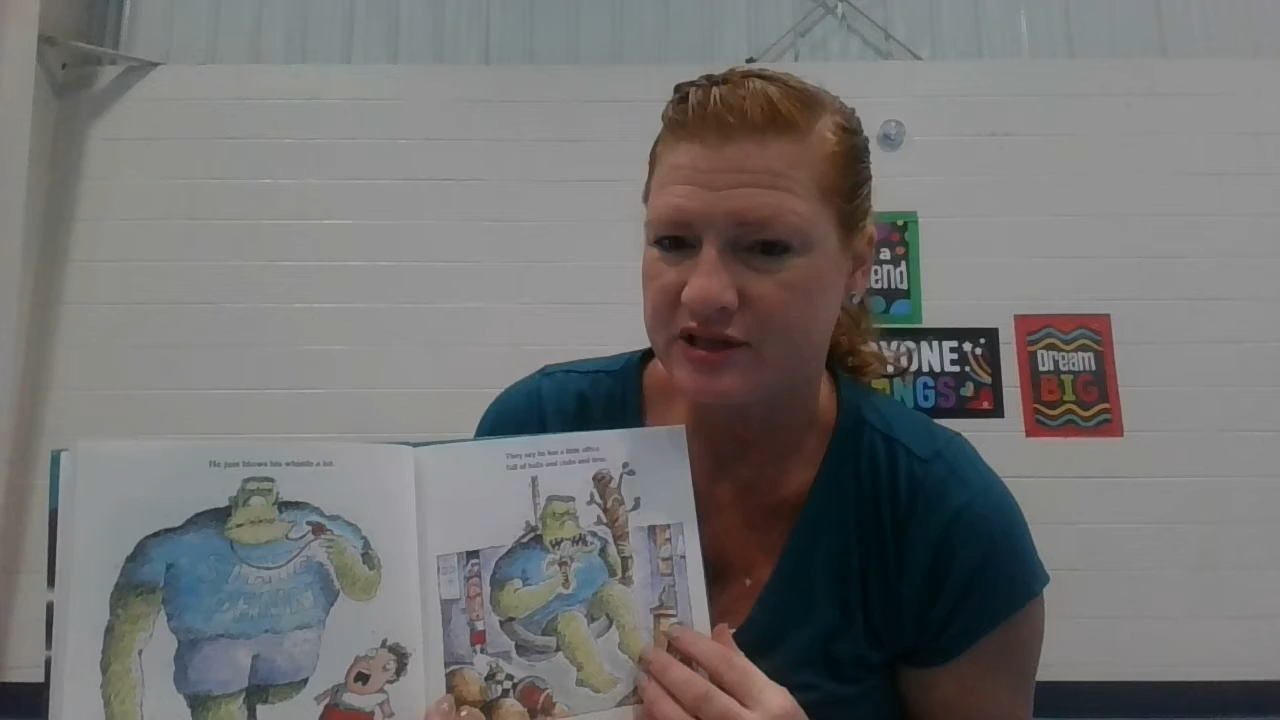 He just blows his whistle a lot.
They say he has a little office
full of balls and clubs and tires.
a
end
YONE
NGS
Dream
BIG